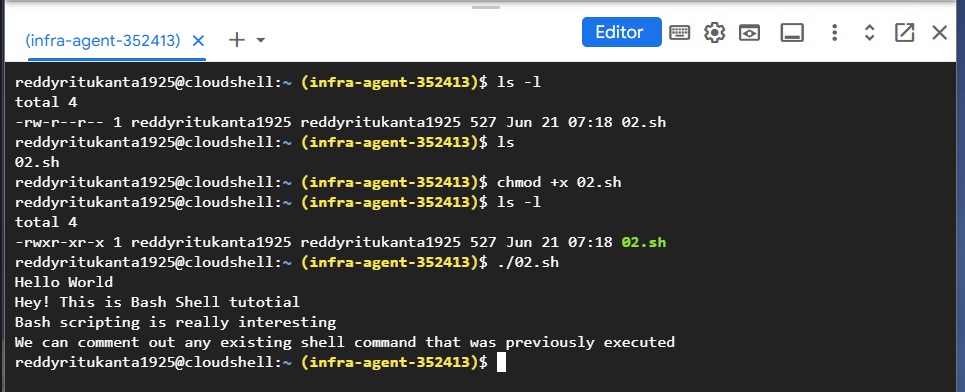 (infra-agent-352413)
Editor
reddyritukanta1925@cloudshell:~ (infra-agent-352413)$ ls -l
total 4
-rw-r--r-- 1 reddyritukanta1925 reddyritukanta1925 527 Jun 21 07:18 02.sh
reddyritukanta1925@cloudshell:~ (infra-agent-352413)$ ls
02.sh
reddyritukanta1925@cloudshell:~ (infra-agent-352413)$ chmod +x 02.sh
reddyritukanta1925@cloudshell:~ (infra-agent-352413)$ ls -l
total 4
-rwxr-xr-x 1 reddyritukanta1925 reddyritukanta1925 527 Jun 21 07:18 02.sh
reddyritukanta1925@cloudshell:~ (infra-agent-352413)$ ./02.sh
Hello World
Hey! This is Bash Shell tutotial
Bash scripting is really interesting
We can comment out any existing shell command that was previously executed
reddyritukanta1925@cloudshell:~ (infra-agent-352413)$